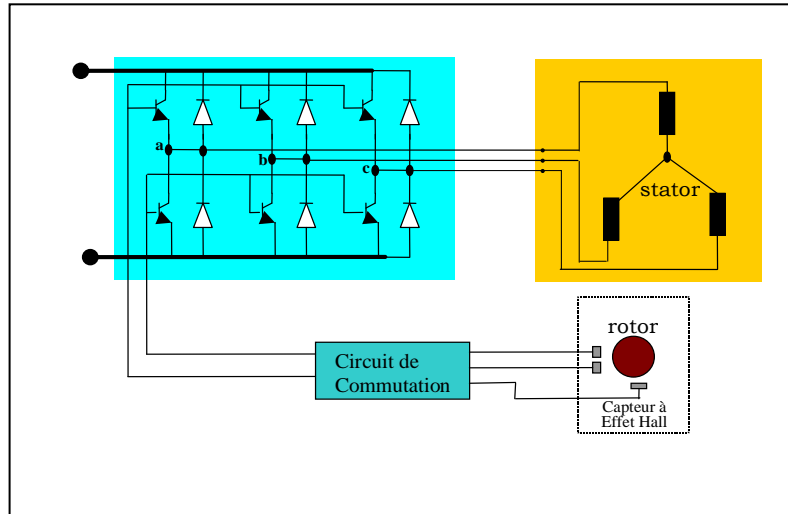 a
b
c
stator
rotor
Circuit de
Commutation
Capteur à
Effet Hall